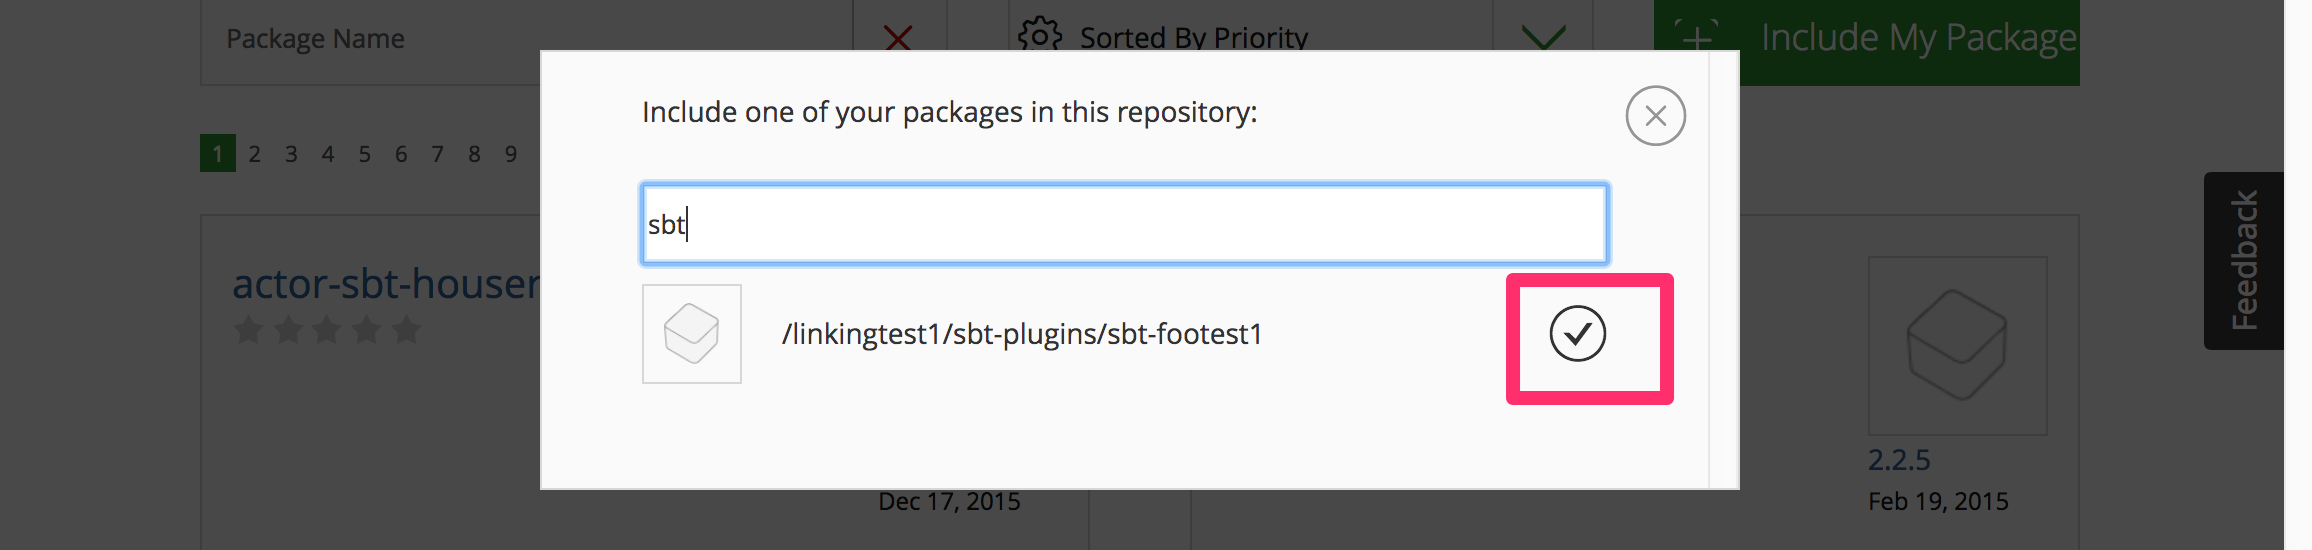 Package Name
Sorted By Priority
Include My Package
Include one of your packages in this repository:
1 2 3 4 5 6 7 8 9
sbt
Feedback
actor-sbt-houser
/linkingtest1/sbt-plugins/sbt-footest1
2.2.5
Dec 17, 2015
Feb 19, 2015